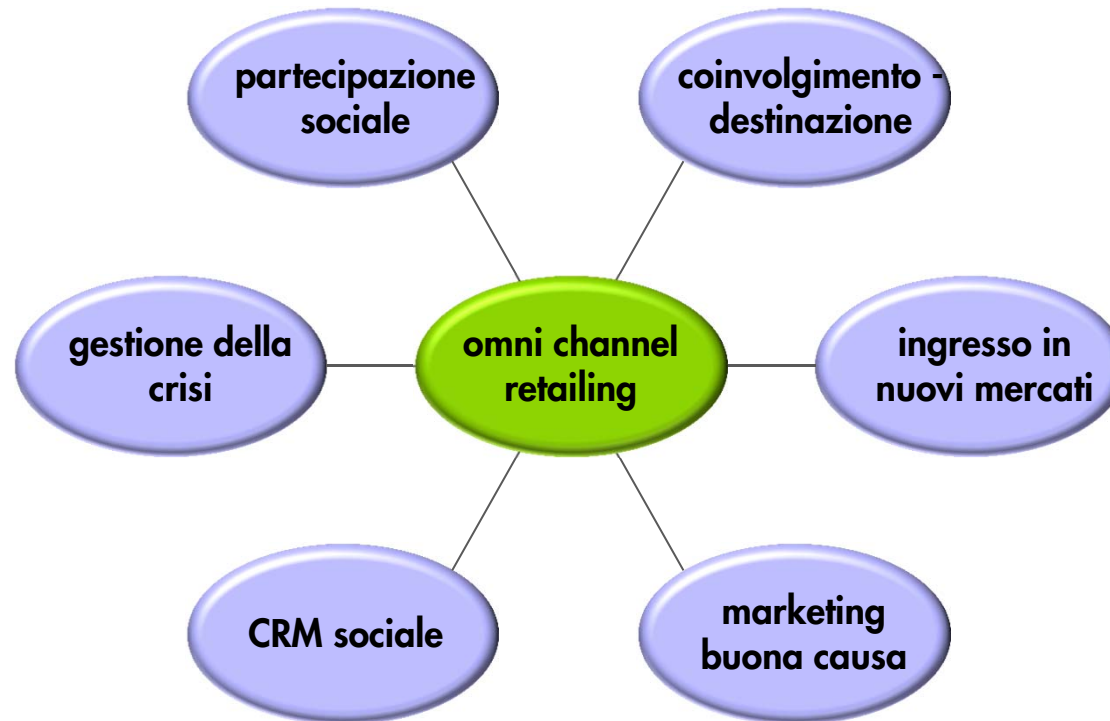 partecipazione
sociale
coinvolgimento -
destinazione
gestione della
crisi
omni channel
retailing
ingresso in
nuovi mercati
CRM sociale
marketing
buona causa